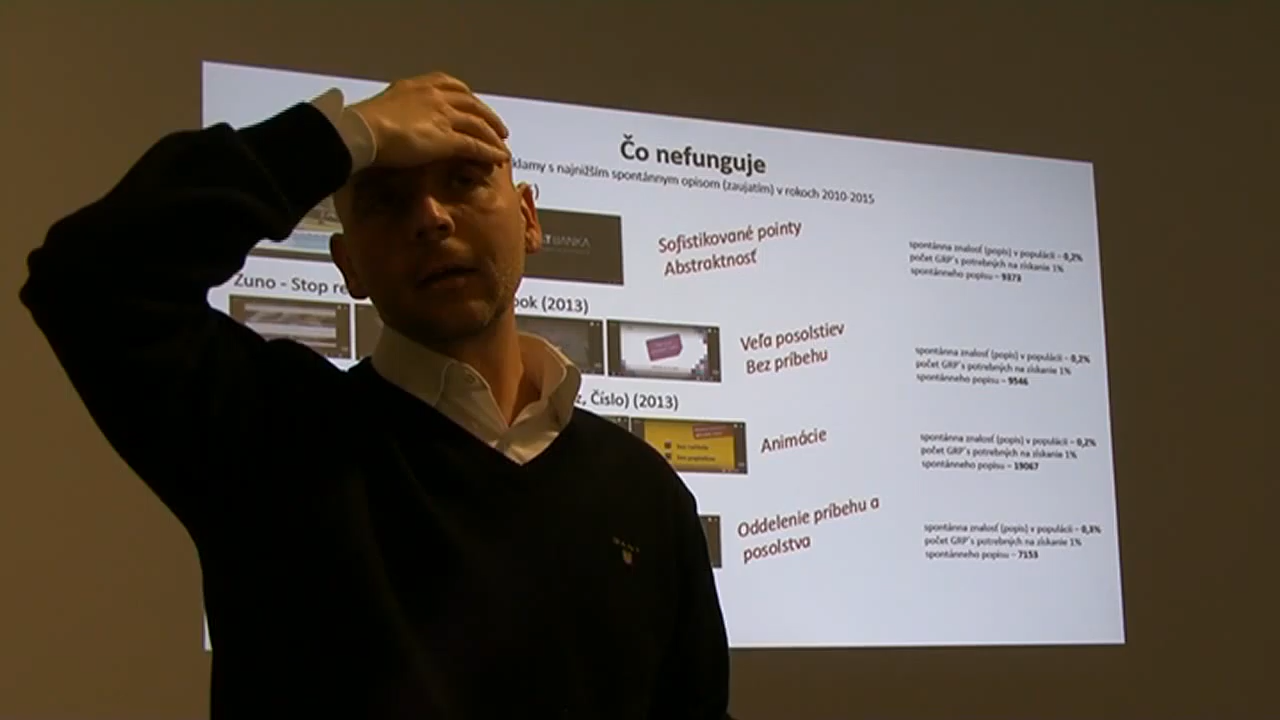 Čo nefunguje
klamy s najnižším spontánnym opisom (zaujatím) v rokoch 2010-2015
BANKA
Sofistikované pointy
Abstraktnosť
spontánna znalosť (popis) v populácii – 0,2%
počet GRP´s potrebných na získanie 1%
spontánneho popisu – 9373
Zuno - Stop re
ook (2013)
Veľa posolstiev
Bez príbehu
spontánna znalosť (popis) v populácii – 0,2%
počet GRP´s potrebných na získanie 1%
spontánneho popisu – 9546
z, Číslo) (2013)
Animácie
spontánna znalosť (popis) v populácii – 0,2%
počet GRP´s potrebných na získanie 1%
spontánneho popisu – 19067
Oddelenie príbehu a
posolstva
spontánna znalosť (popis) v populácii – 0,3%
počet GRP´s potrebných na získanie 1%
spontánneho popisu – 7153